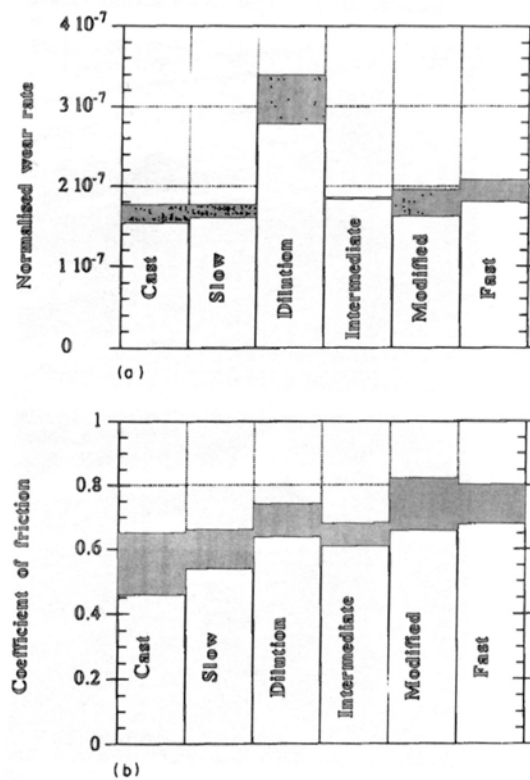 4 10-7
3 10-7
2 10-7
1 10-7
0
Normalised wear rate
Cast
Slow
Dilution
Intermediate
Modified
Fast
(a)
1
0.8
0.6
0.4
0.2
0
Coefficient of friction
Cast
Slow
Dilution
Intermediate
Modified
Fast
(b)